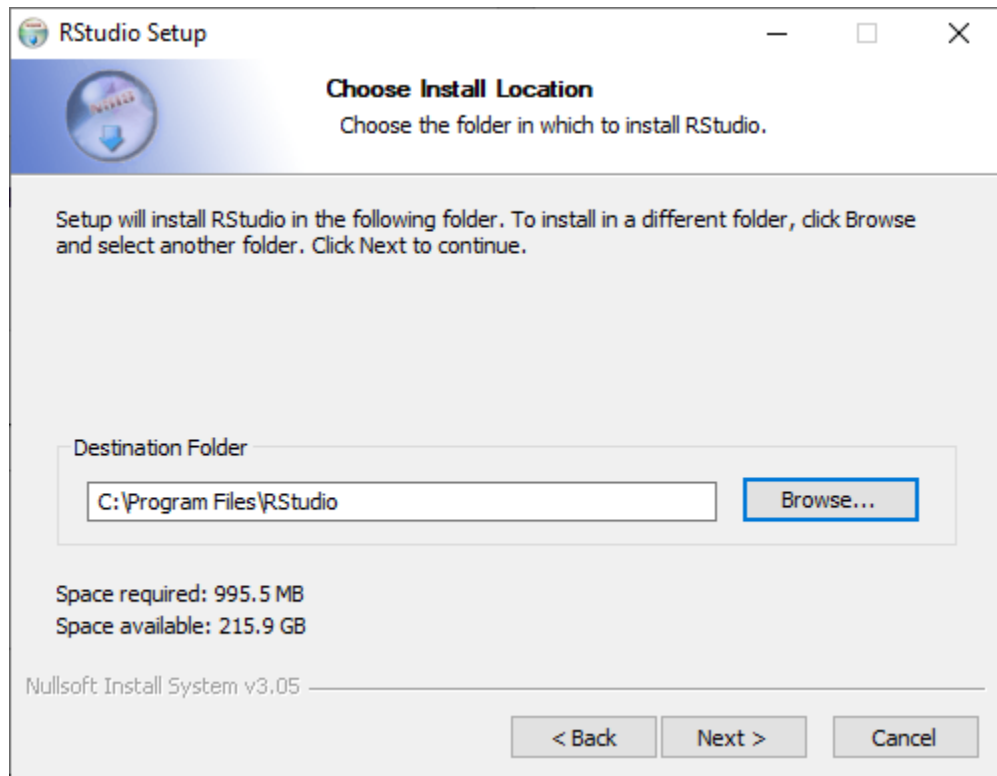 RStudio Setup
NSIS
Choose Install Location
Choose the folder in which to install RStudio.
Setup will install RStudio in the following folder. To install in a different folder, click Browse
and select another folder. Click Next to continue.
Destination Folder
C:\Program Files\RStudio
Browse...
Space required: 995.5 MB
Space available: 215.9 GB
Nullsoft Install System v3.05
< Back
Next >
Cancel